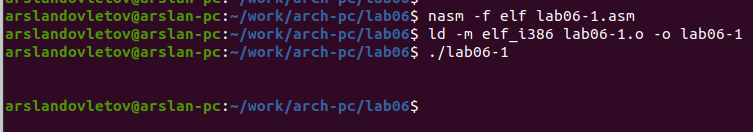 arslandovletov@arslan-pc:~/work/arch-pc/lab06$ nasm -f elf lab06-1.asm
arslandovletov@arslan-pc:~/work/arch-pc/lab06$ ld -m elf_i386 lab06-1.o -o lab06-1
arslandovletov@arslan-pc:~/work/arch-pc/lab06$ ./lab06-1
arslandovletov@arslan-pc:~/work/arch-pc/lab06$